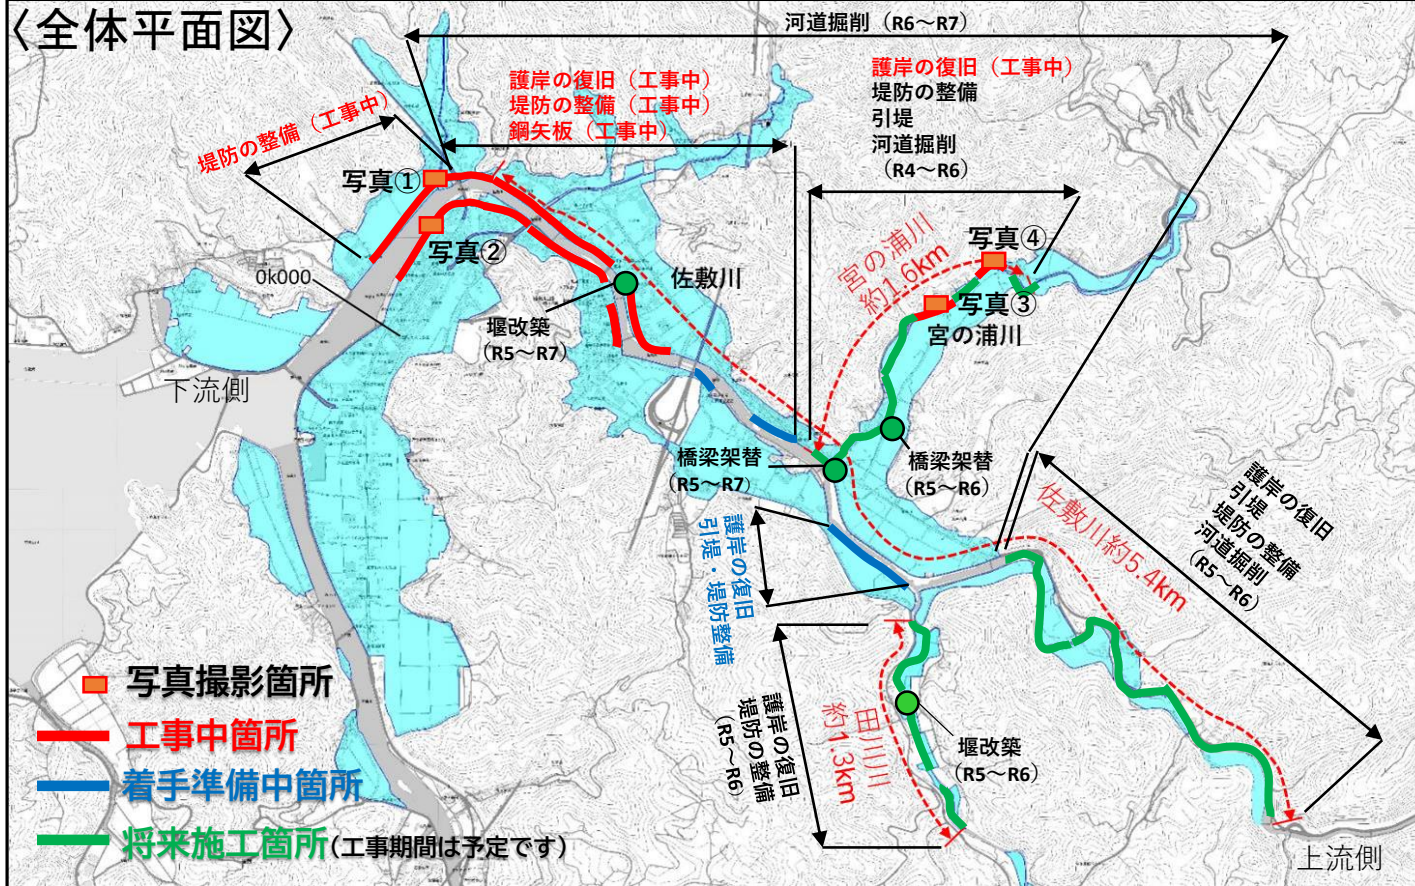 〈全体平面図〉
河道掘削（R6～R7）
護岸の復旧（工事中）
堤防の整備（工事中）
鋼矢板（工事中）
護岸の復旧（工事中）
堤防の整備
引堤
河道掘削
（R4～R6）
堤防の整備（工事中）
写真①
写真②
0k000
佐敷川
堰改築
（R5～R7）
宮の浦川
約1.6km
写真④
写真③
宮の浦川
下流側
橋梁架替
（R5～R7）
橋梁架替
（R5～R6）
護岸の復旧
引堤・堤防整備
佐敷川約5.4km
護岸の復旧
引堤
堤防の整備
河道掘削
（R5～R6）
護岸の復旧
堤防の整備
（R5～R6）
田川川
約1.3km
堰改築
（R5～R6）
写真撮影箇所
工事中箇所
着手準備中箇所
将来施工箇所(工事期間は予定です)
上流側